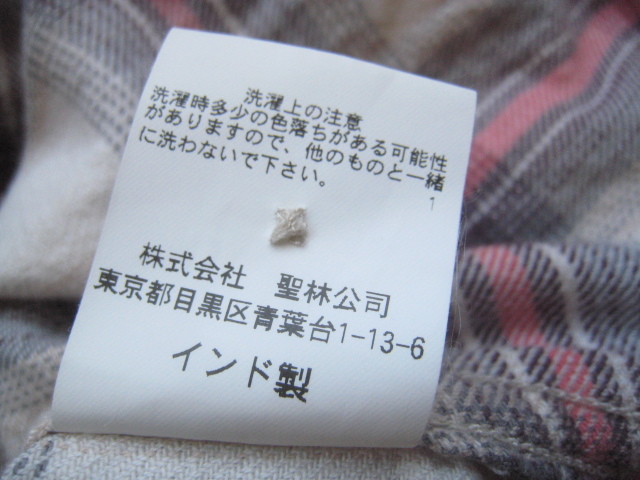 洗濯上の注意
洗濯時多少の色落ちがある可能性
がありますので、他のものと一緒
に洗わないで下さい。
1
株式会社 聖林公司
東京都目黒区青葉台1-13-6
インド製